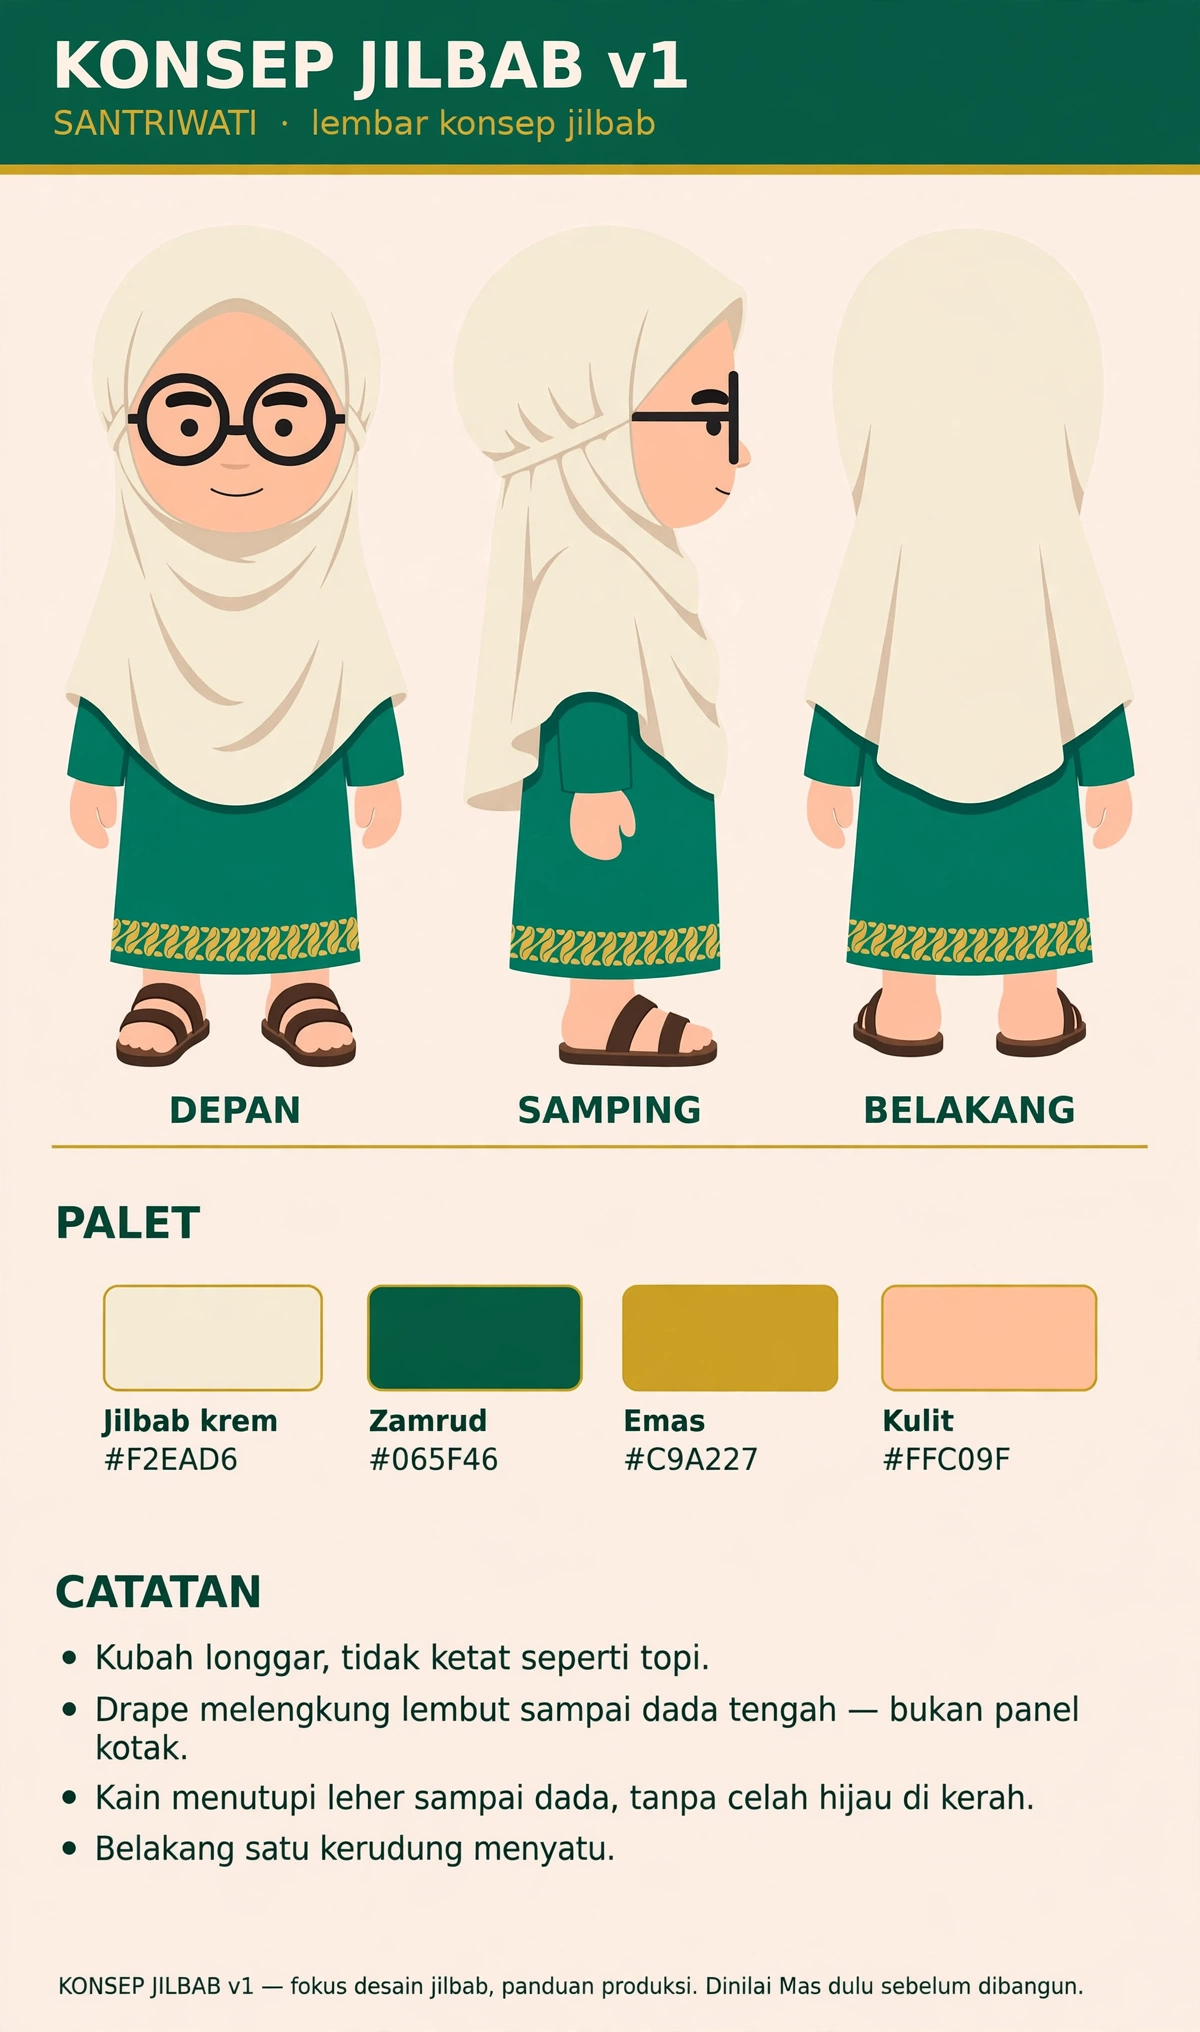 KONSEP JILBAB v1
SANTRIWATI · lembar konsep jilbab
DEPAN
SAMPING
BELAKANG
PALET
Jilbab krem
#F2EAD6
Zamrud
#065F46
Emas
#C9A227
Kulit
#FFC09F
CATATAN
• Kubah longgar, tidak ketat seperti topi.
• Drape melengkung lembut sampai dada tengah — bukan panel
kotak.
• Kain menutupi leher sampai dada, tanpa celah hijau di kerah.
• Belakang satu kerudung menyatu.
KONSEP JILBAB v1 — fokus desain jilbab, panduan produksi. Dinilai Mas dulu sebelum dibangun.